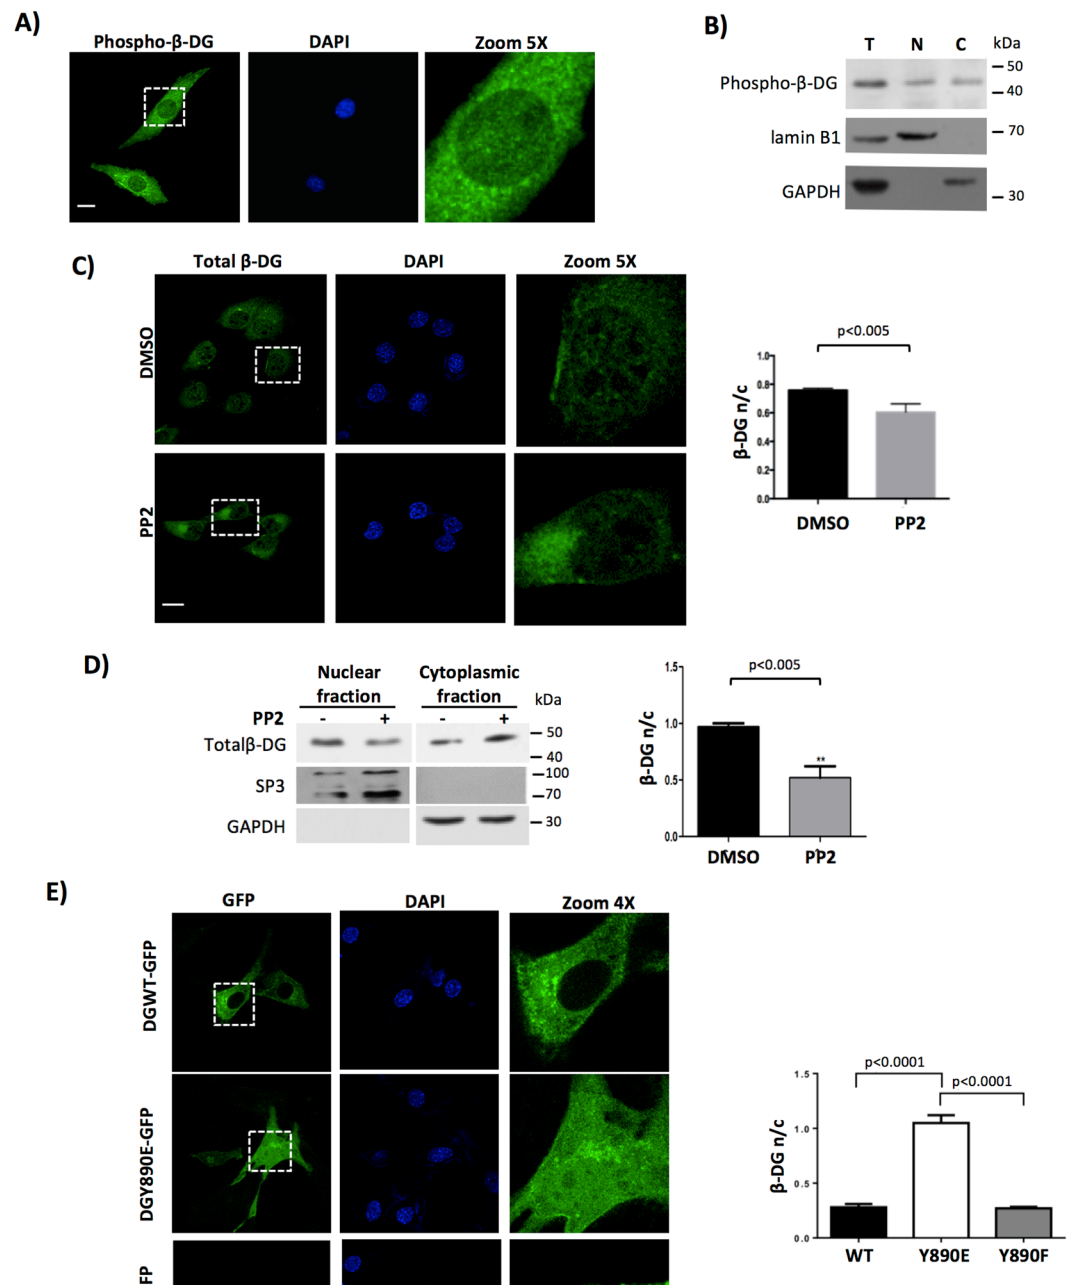 A)
Phospho-β-DG DAPI Zoom 5X
B)
T N C kDa
Phospho-β-DG
50
40
lamin B1
70
GAPDH
30
C)
Total β-DG DAPI Zoom 5X
DMSO
PP2
p<0.005
β-DG n/c
1.0
0.8
0.6
0.4
0.2
0.0
DMSO PP2
D)
Nuclear fraction Cytoplasmic fraction kDa
PP2 - + - +
Totalβ-DG
50
40
SP3
100
70
GAPDH
30
p<0.005
β-DG n/c
1.5
1.0
0.5
0.0
**
DMSO PP2
E)
GFP DAPI Zoom 4X
DGWT-GFP
DGY890E-GFP
FP
p<0.0001
p<0.0001
β-DG n/c
1.5
1.0
0.5
0.0
WT Y890E Y890F